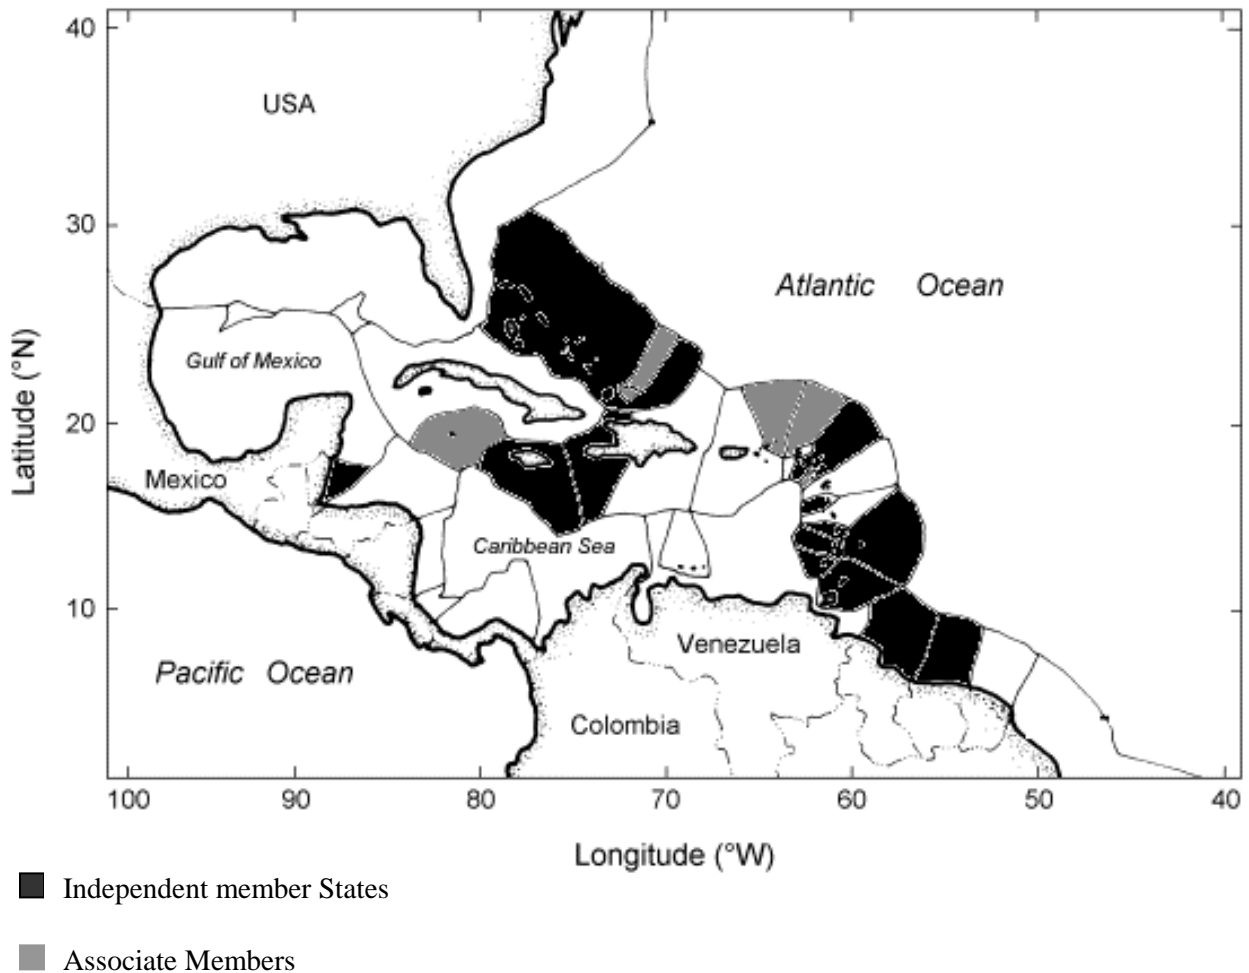 40
USA
30
Atlantic Ocean
Gulf of Mexico
Latitude (°N)
20
Mexico
Caribbean Sea
10
Venezuela
Pacific Ocean
Colombia
100 90 80 70 60 50 40
Longitude (°W)
Independent member States
Associate Members